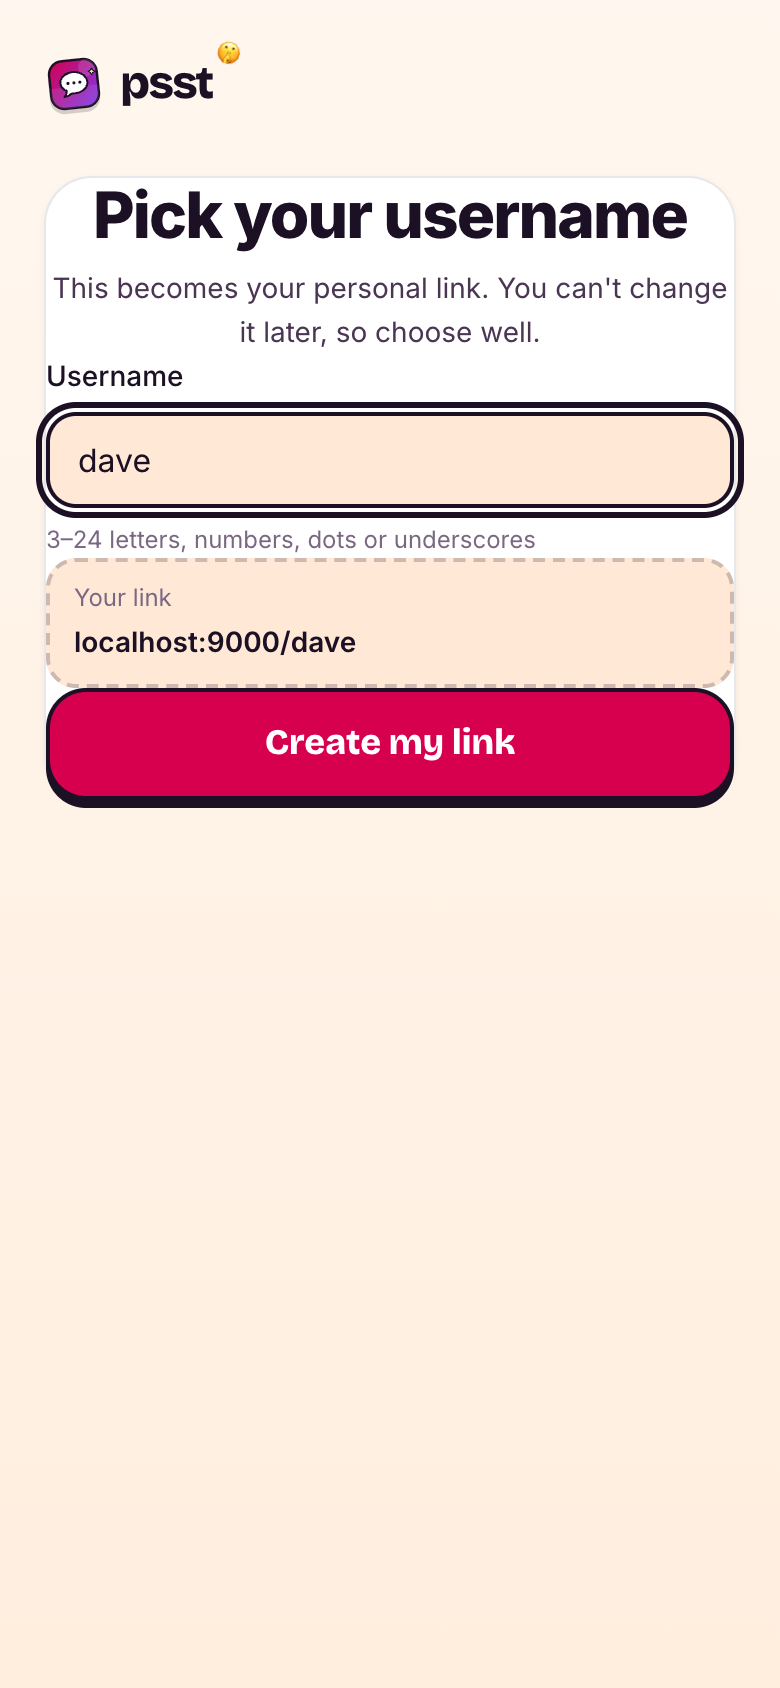 psst
Pick your username
This becomes your personal link. You can't change
it later, so choose well.
Username
dave
3–24 letters, numbers, dots or underscores
Your link
localhost:9000/dave
Create my link